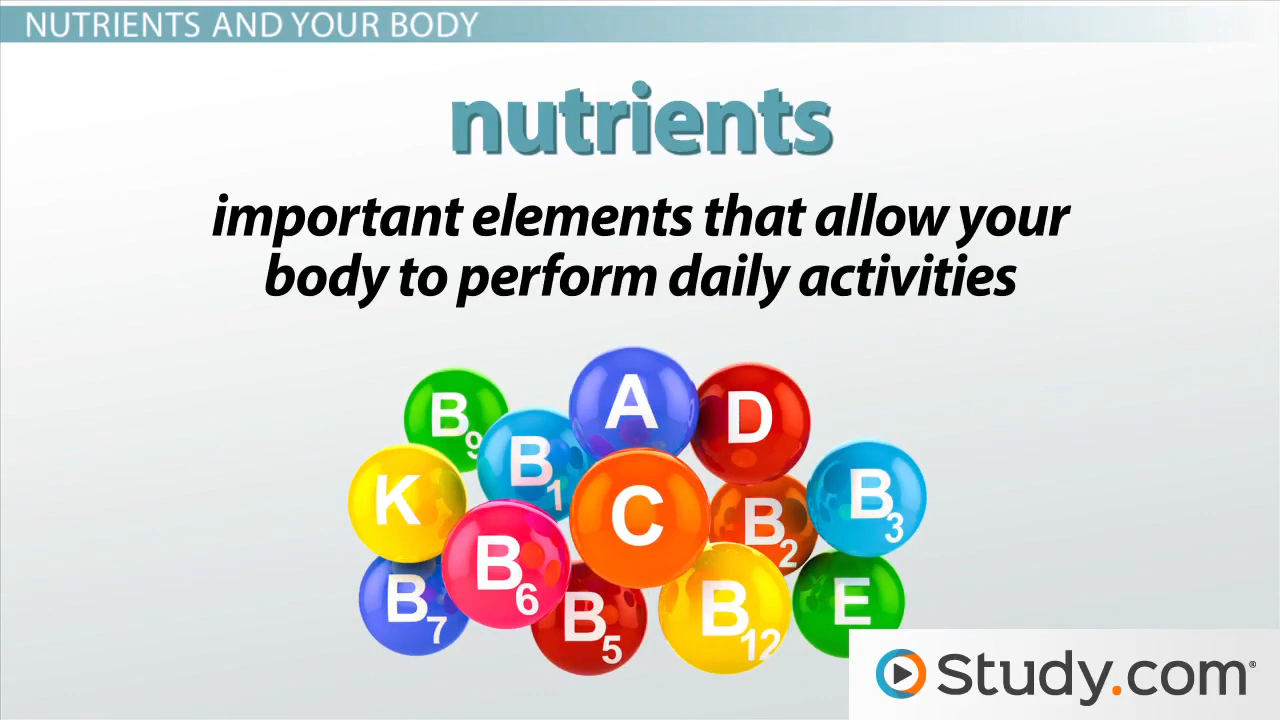 NUTRIENTS AND YOUR BODY
nutrients
important elements that allow your
body to perform daily activities
A
D
B9
B1
B3
K
C
B2
B6
B7
B5
B12
E
Study.com®